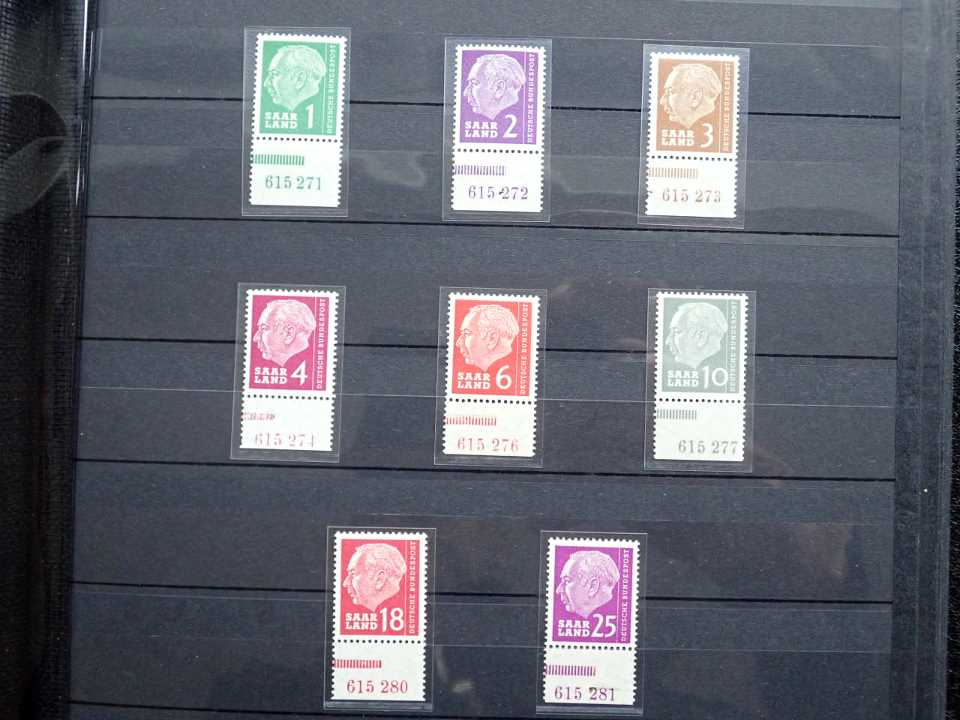 1
SAAR
LAND
DEUTSCHE BUNDESPOST
615 271
2
SAAR
LAND
DEUTSCHE BUNDESPOST
615 272
3
SAAR
LAND
DEUTSCHE BUNDESPOST
615 273
4
SAAR
LAND
DEUTSCHE BUNDESPOST
615 274
6
SAAR
LAND
DEUTSCHE BUNDESPOST
615 276
10
SAAR
LAND
DEUTSCHE BUNDESPOST
615 277
18
SAAR
LAND
DEUTSCHE BUNDESPOST
615 280
25
SAAR
LAND
DEUTSCHE BUNDESPOST
615 281